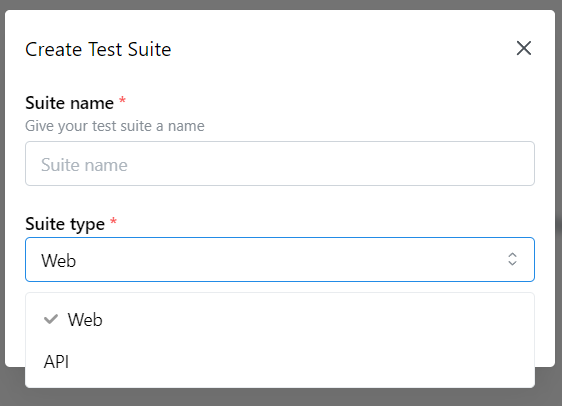 Create Test Suite
Suite name *
Give your test suite a name
Suite name
Suite type *
Web
Web
API